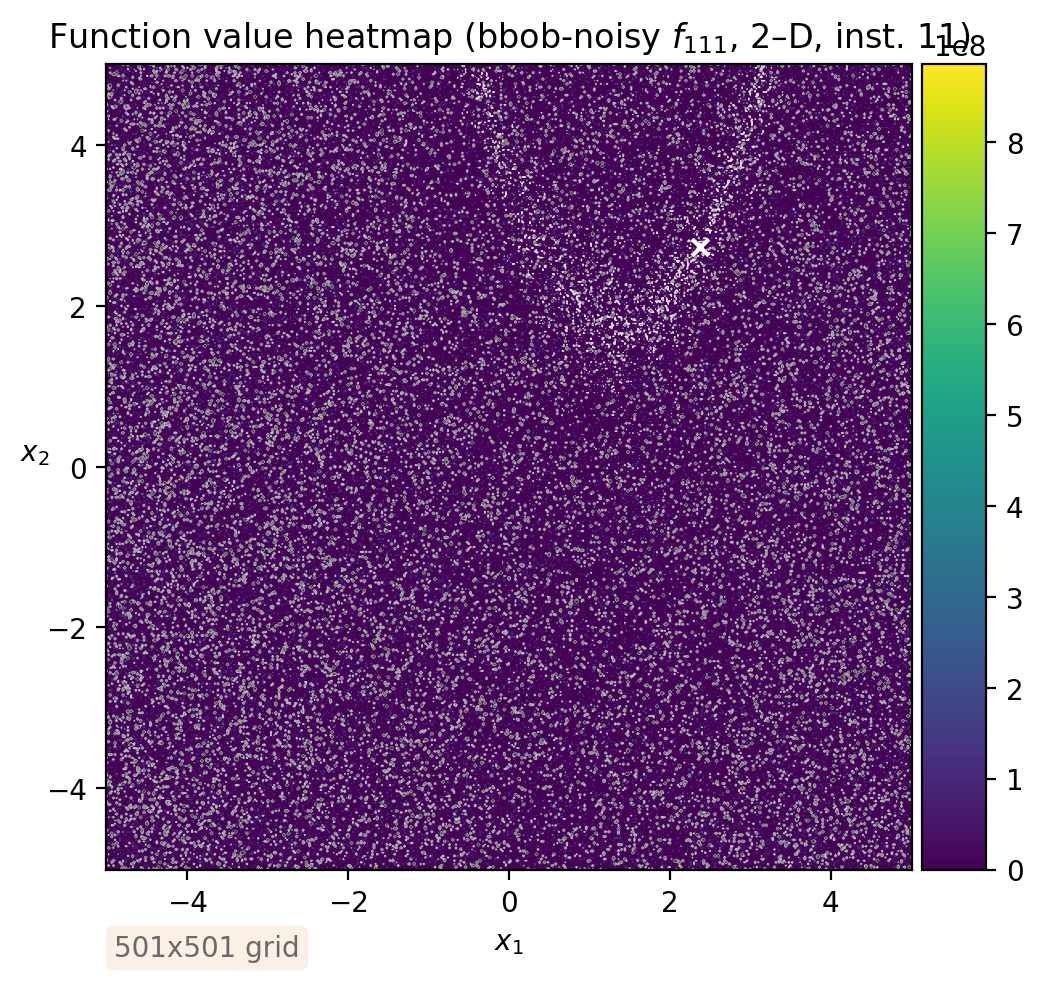 Function value heatmap (bbob-noisy f111, 2–D, inst. 11)
1e8
8
7
6
5
4
3
2
1
0
4
2
0
−2
−4
x2
−4 −2 0 2 4
x1
501x501 grid